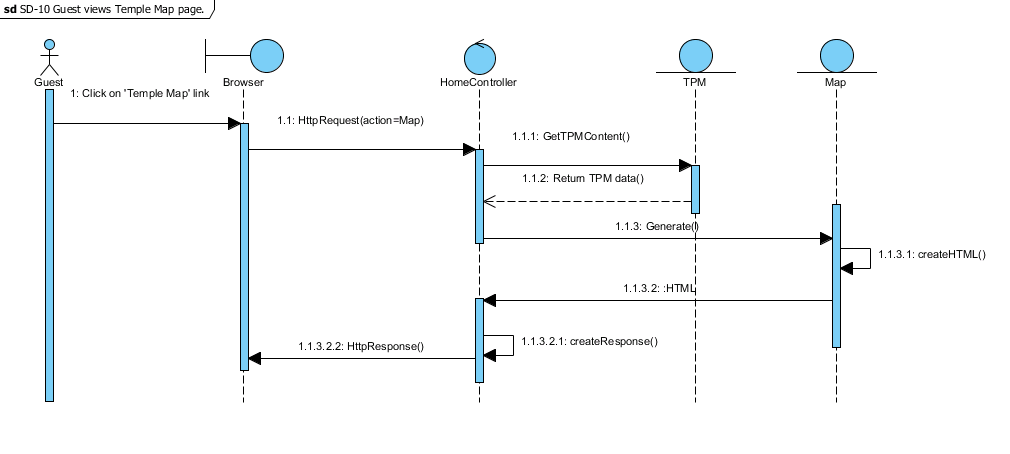 sd SD-10 Guest views Temple Map page.
Guest
Browser
HomeController
TPM
Map
1: Click on 'Temple Map' link
1.1: HttpRequest(action=Map)
1.1.1: GetTPMContent()
1.1.2: Return TPM data()
1.1.3: Generate()
1.1.3.1: createHTML()
1.1.3.2: :HTML
1.1.3.2.1: createResponse()
1.1.3.2.2: HttpResponse()